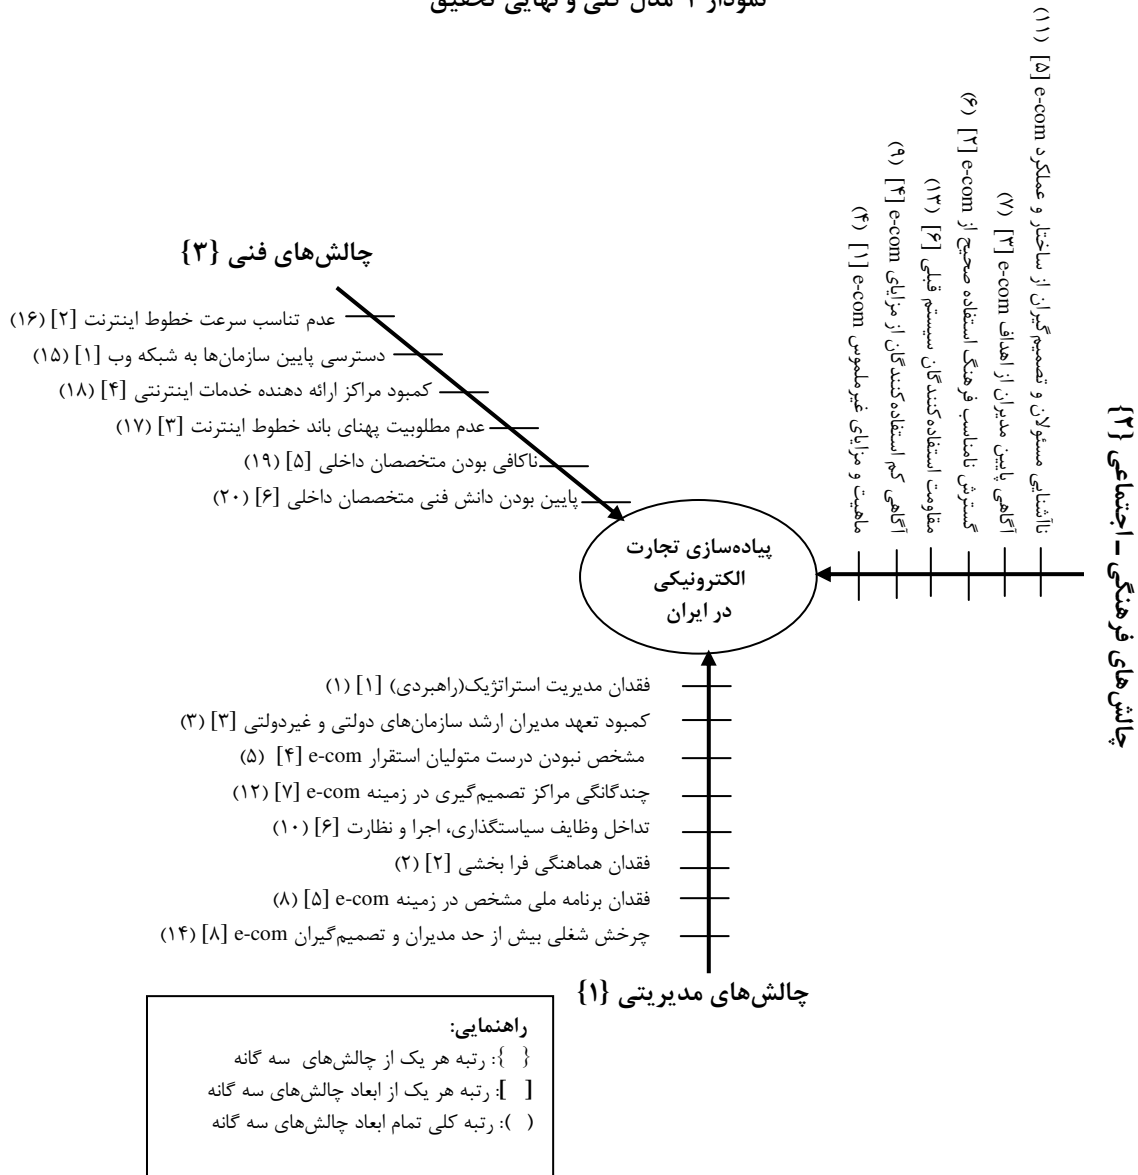 نمودار ۲ مدل کلی و نهایی تحقیق
ناآشنایی مسئولان و تصمیم‌گیران از ساختار و عملکرد e-com [۵] (۱۱)
آگاهی پایین مدیران از اهداف e-com [۳] (۷)
گسترش نامناسب فرهنگ استفاده صحیح از e-com [۲] (۶)
مقاومت استفاده‌کنندگان سیستم قبلی [۶] (۱۳)
آگاهی کم استفاده‌کنندگان از مزایای e-com [۴] (۹)
ماهیت و مزایای غیرملموس e-com [۱] (۴)
چالش‌های فرهنگی ـ اجتماعی {۲}
چالش‌های فنی {۳}
عدم تناسب سرعت خطوط اینترنت [۲] (۱۶)
دسترسی پایین سازمان‌ها به شبکه وب [۱] (۱۵)
کمبود مراکز ارائه دهنده خدمات اینترنتی [۴] (۱۸)
عدم مطلوبیت پهنای باند خطوط اینترنت [۳] (۱۷)
ناکافی بودن متخصصان داخلی [۵] (۱۹)
پایین بودن دانش فنی متخصصان داخلی [۶] (۲۰)
پیاده‌سازی تجارت
الکترونیکی
در ایران
فقدان مدیریت استراتژیک(راهبردی) [۱] (۱)
کمبود تعهد مدیران ارشد سازمان‌های دولتی و غیردولتی [۳] (۳)
مشخص نبودن درست متولیان استقرار e-com [۴] (۵)
چندگانگی مراکز تصمیم‌گیری در زمینه e-com [۷] (۱۲)
تداخل وظایف سیاستگذاری، اجرا و نظارت [۶] (۱۰)
فقدان هماهنگی فرا بخشی [۲] (۲)
فقدان برنامه ملی مشخص در زمینه e-com [۵] (۸)
چرخش شغلی بیش از حد مدیران و تصمیم‌گیران e-com [۸] (۱۴)
چالش‌های مدیریتی {۱}
راهنمایی:
{ }: رتبه هر یک از چالش‌های سه گانه
[ ]: رتبه هر یک از ابعاد چالش‌های سه گانه
( ): رتبه کلی تمام ابعاد چالش‌های سه گانه